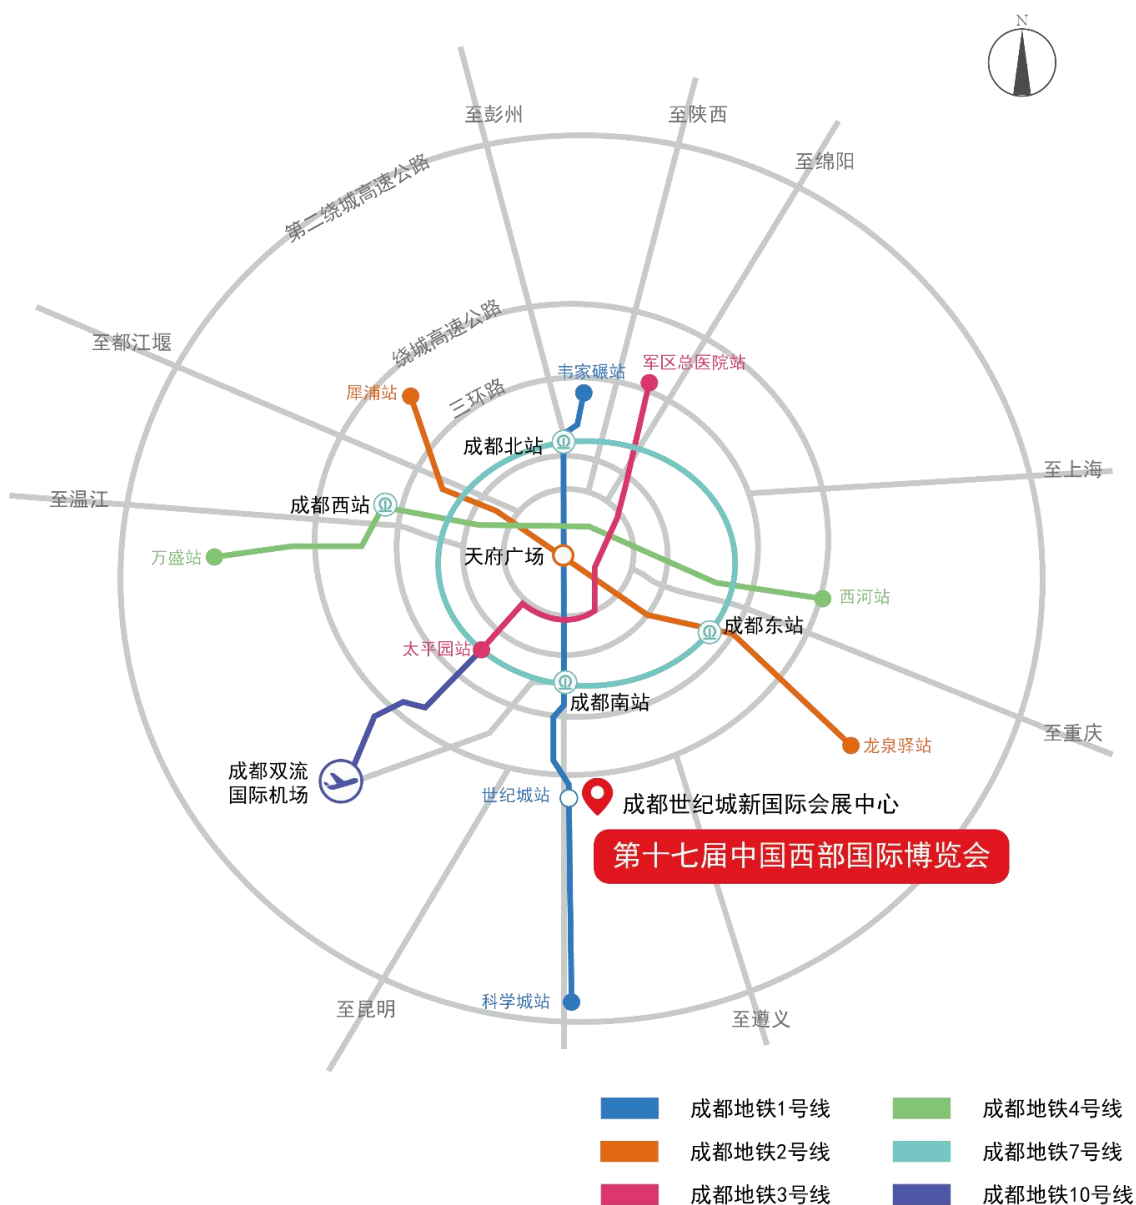 N
至彭州
至陕西
至绵阳
第二绕城高速公路
绕城高速公路
至都江堰
军区总医院站
韦家碾站
犀浦站
三环路
成都北站
至上海
至温江
成都西站
万盛站
天府广场
西河站
成都东站
太平园站
成都南站
至重庆
龙泉驿站
成都双流
国际机场
世纪城站
成都世纪城新国际会展中心
第十七届中国西部国际博览会
科学城站
至昆明
至遵义
成都地铁1号线
成都地铁4号线
成都地铁2号线
成都地铁7号线
成都地铁3号线
成都地铁10号线